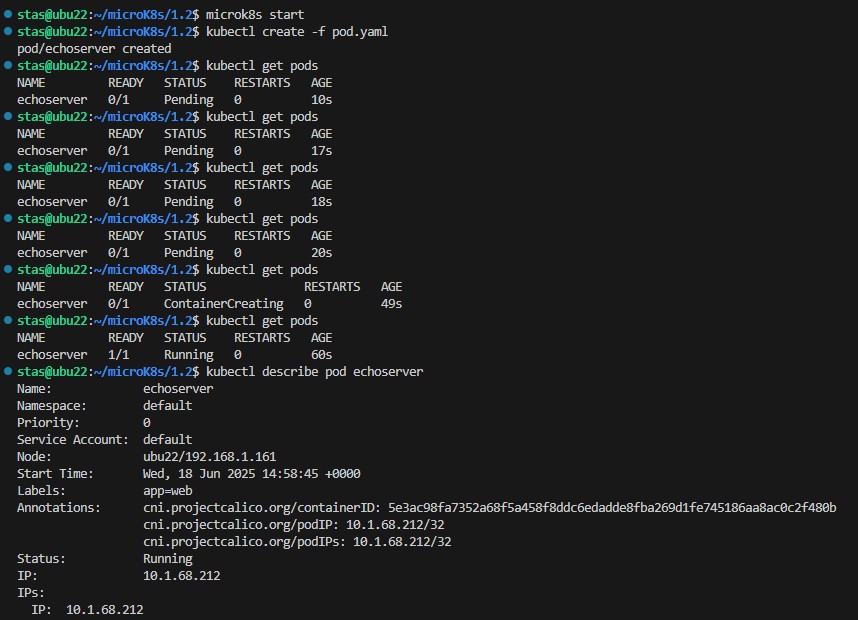 stas@ubu22:~/microK8s/1.2$ microk8s start
stas@ubu22:~/microK8s/1.2$ kubectl create -f pod.yaml
pod/echoserver created
stas@ubu22:~/microK8s/1.2$ kubectl get pods
NAME         READY   STATUS    RESTARTS   AGE
echoserver   0/1     Pending   0          10s
stas@ubu22:~/microK8s/1.2$ kubectl get pods
NAME         READY   STATUS    RESTARTS   AGE
echoserver   0/1     Pending   0          17s
stas@ubu22:~/microK8s/1.2$ kubectl get pods
NAME         READY   STATUS    RESTARTS   AGE
echoserver   0/1     Pending   0          18s
stas@ubu22:~/microK8s/1.2$ kubectl get pods
NAME         READY   STATUS    RESTARTS   AGE
echoserver   0/1     Pending   0          20s
stas@ubu22:~/microK8s/1.2$ kubectl get pods
NAME         READY   STATUS              RESTARTS   AGE
echoserver   0/1     ContainerCreating   0          49s
stas@ubu22:~/microK8s/1.2$ kubectl get pods
NAME         READY   STATUS    RESTARTS   AGE
echoserver   1/1     Running   0          60s
stas@ubu22:~/microK8s/1.2$ kubectl describe pod echoserver
Name:             echoserver
Namespace:        default
Priority:         0
Service Account:  default
Node:             ubu22/192.168.1.161
Start Time:       Wed, 18 Jun 2025 14:58:45 +0000
Labels:           app=web
Annotations:      cni.projectcalico.org/containerID: 5e3ac98fa7352a68f5a458f8ddc6edadde8fba269d1fe745186aa8ac0c2f480b
                  cni.projectcalico.org/podIP: 10.1.68.212/32
                  cni.projectcalico.org/podIPs: 10.1.68.212/32
Status:           Running
IP:               10.1.68.212
IPs:
  IP:  10.1.68.212